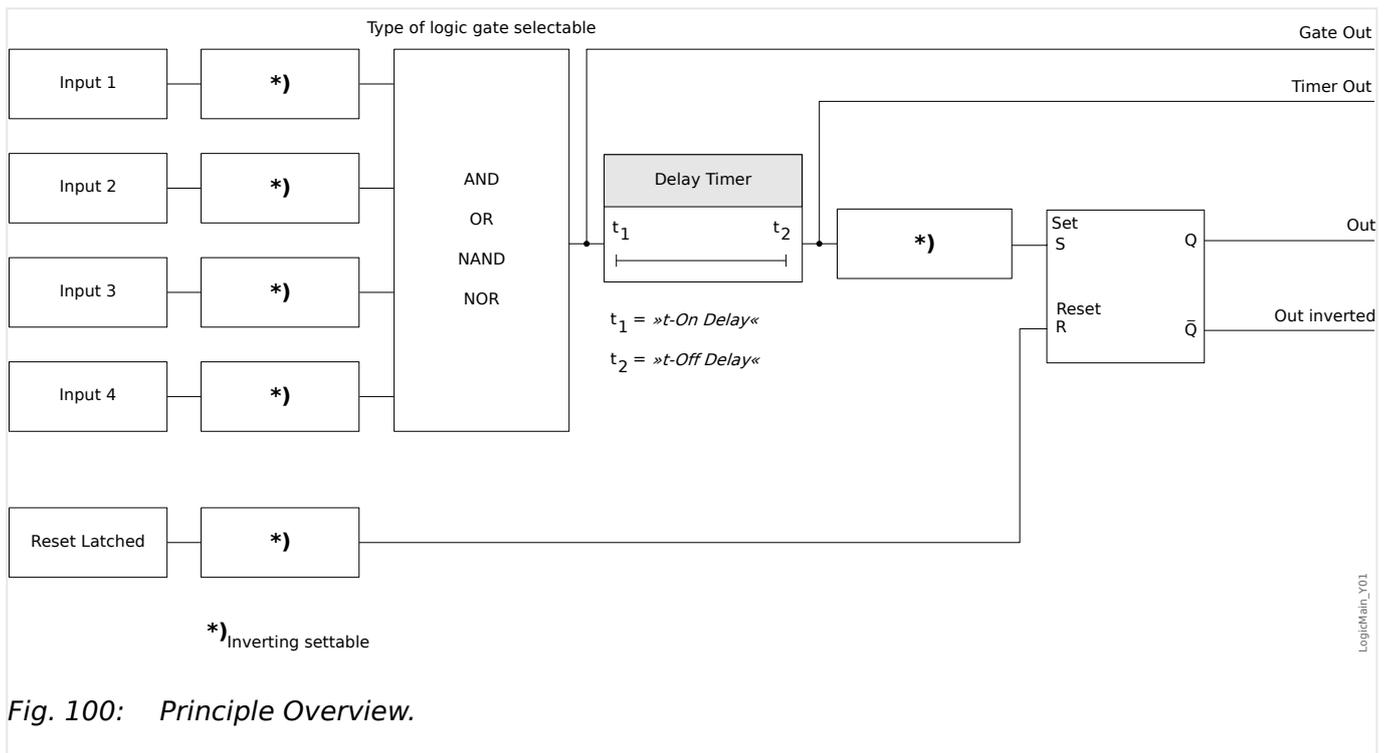 Type of logic gate selectable
Gate Out
Timer Out
Input 1
*)
Input 2
*)
Input 3
*)
Input 4
*)
AND
OR
NAND
NOR
Delay Timer
t1 t2
t1 = »t-On Delay«
t2 = »t-Off Delay«
*)
Set
S
Q
Reset
R
Q̅
Out
Out inverted
Reset Latched
*)
*)Inverting settable
LogicMain_Y01
Fig. 100: Principle Overview.